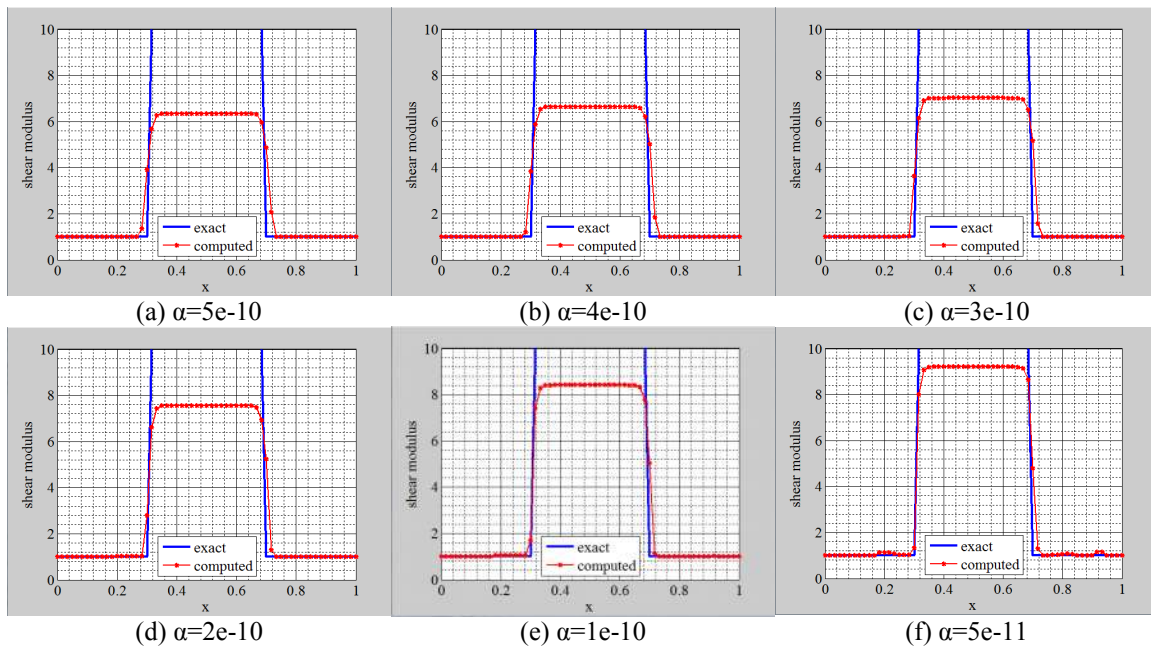 10 10 10
8 8 8
shear modulus shear modulus shear modulus
6 6 6
4 4 4
2 2 2
exact exact exact
computed computed computed
0 0 0
0 0.2 0.4 0.6 0.8 1 0 0.2 0.4 0.6 0.8 1 0 0.2 0.4 0.6 0.8 1
x x x
(a) α=5e-10 (b) α=4e-10 (c) α=3e-10
10 10 10
8 8 8
shear modulus shear modulus shear modulus
6 6 6
4 4 4
2 2 2
exact exact exact
computed computed computed
0 0 0
0 0.2 0.4 0.6 0.8 1 0 0.2 0.4 0.6 0.8 1 0 0.2 0.4 0.6 0.8 1
x x x
(d) α=2e-10 (e) α=1e-10 (f) α=5e-11